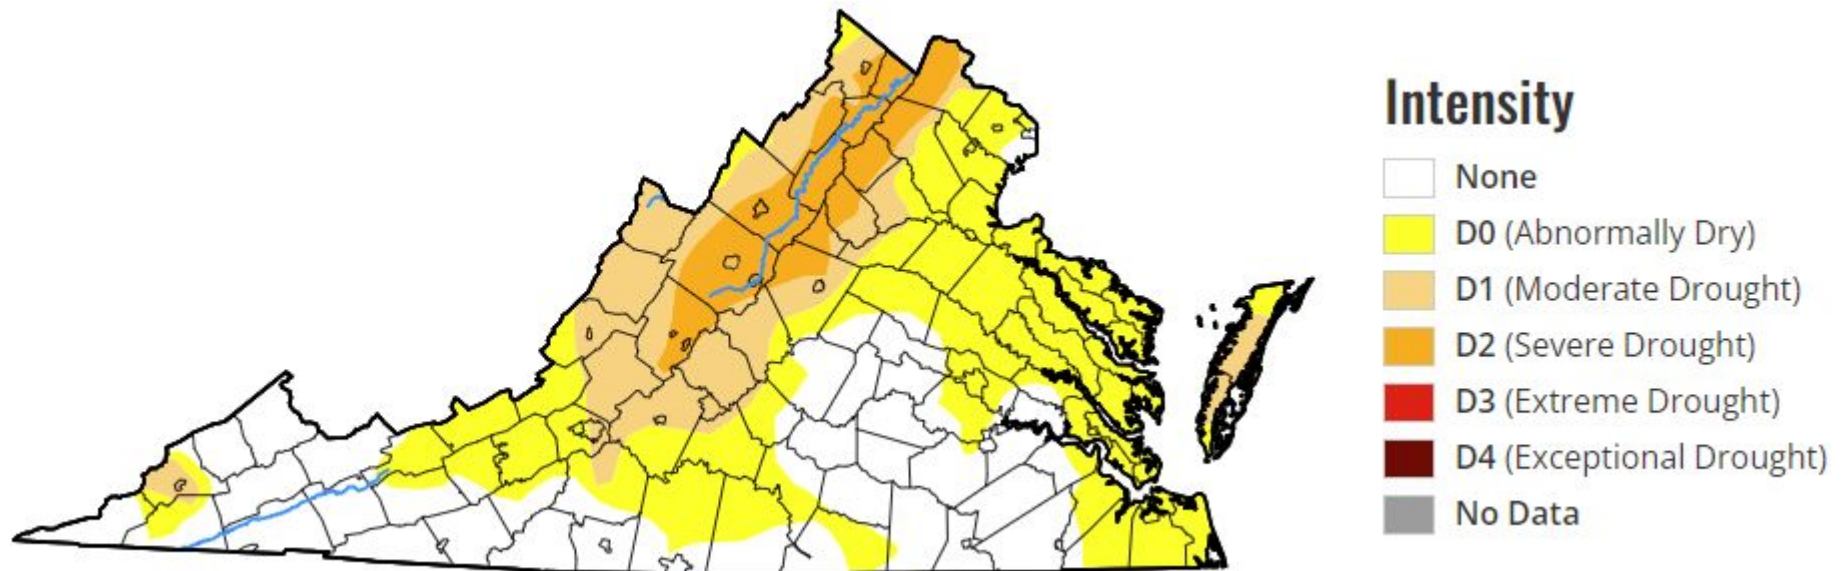 Intensity
None
D0 (Abnormally Dry)
D1 (Moderate Drought)
D2 (Severe Drought)
D3 (Extreme Drought)
D4 (Exceptional Drought)
No Data